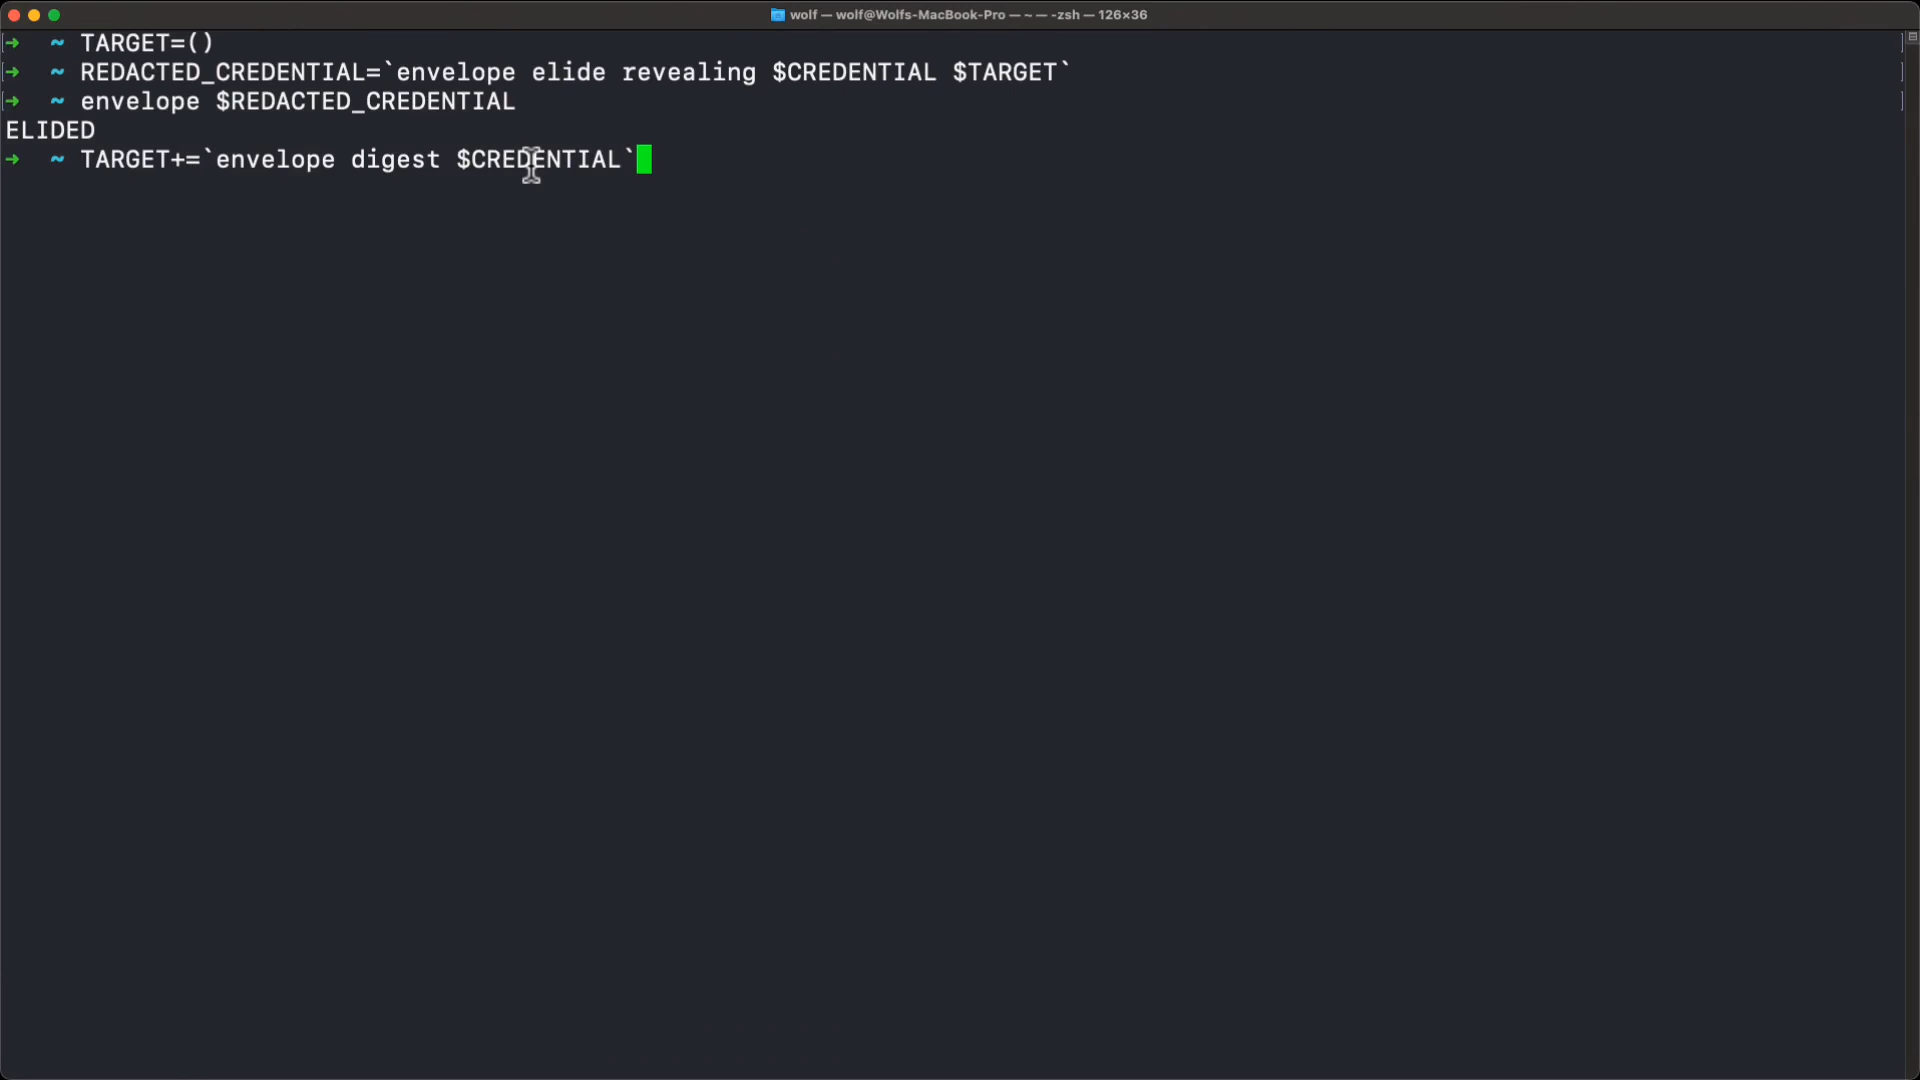 wolf — wolf@Wolfs-MacBook-Pro — ~ — -zsh — 126×36
➜ ~ TARGET=()
➜ ~ REDACTED_CREDENTIAL=`envelope elide revealing $CREDENTIAL $TARGET`
➜ ~ envelope $REDACTED_CREDENTIAL
ELIDED
➜ ~ TARGET+=`envelope digest $CREDENTIAL`